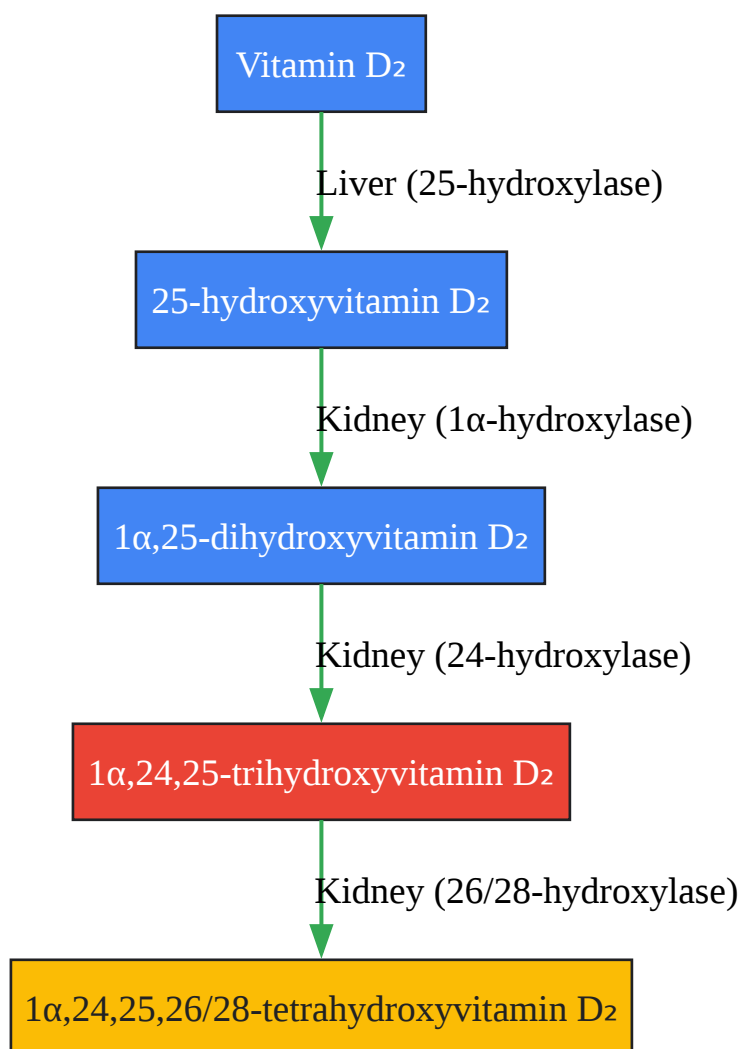 Vitamin D₂
Liver (25-hydroxylase)
25-hydroxyvitamin D₂
Kidney (1α-hydroxylase)
1α,25-dihydroxyvitamin D₂
Kidney (24-hydroxylase)
1α,24,25-trihydroxyvitamin D₂
Kidney (26/28-hydroxylase)
1α,24,25,26/28-tetrahydroxyvitamin D₂